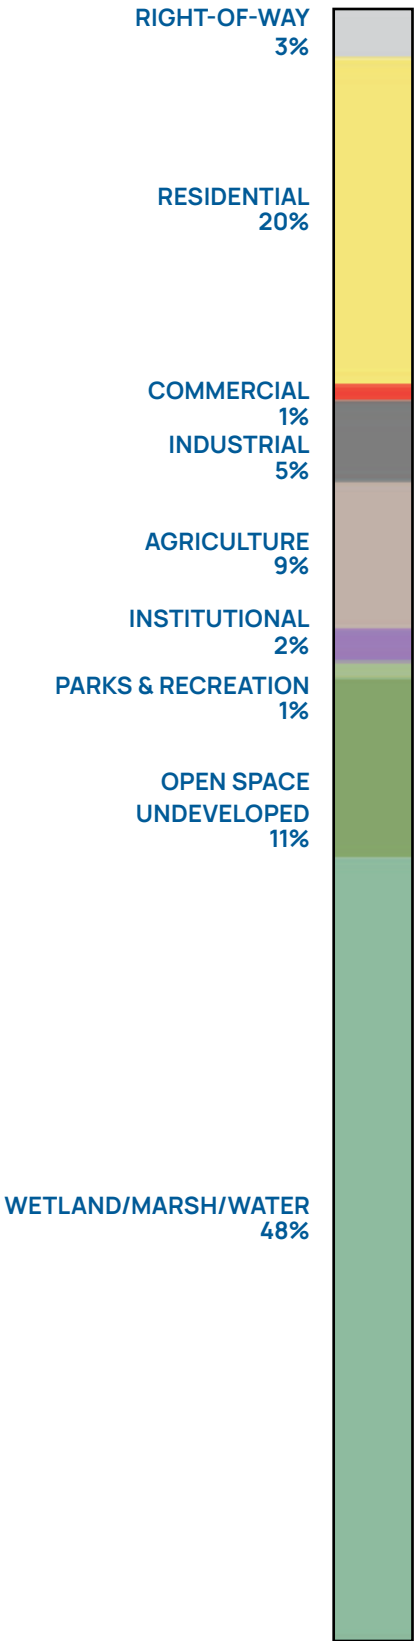 RIGHT-OF-WAY
3%
RESIDENTIAL
20%
COMMERCIAL
1%
INDUSTRIAL
5%
AGRICULTURE
9%
INSTITUTIONAL
2%
PARKS & RECREATION
1%
OPEN SPACE
UNDEVELOPED
11%
WETLAND/MARSH/WATER
48%